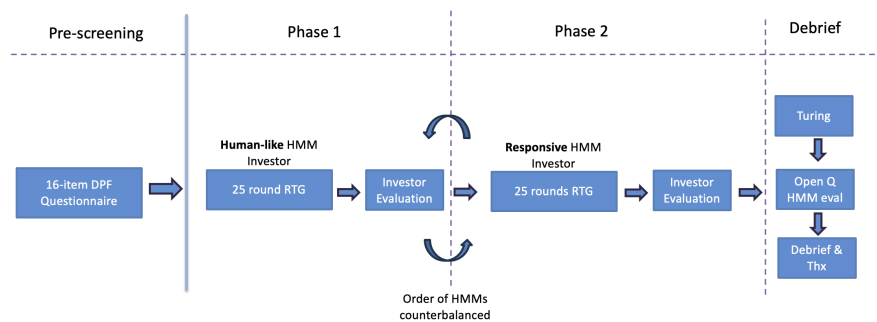 Pre-screening
Phase 1
Phase 2
Debrief
16-item DPF
Questionnaire
Human-like HMM
Investor
25 round RTG
Investor
Evaluation
Responsive HMM
Investor
25 rounds RTG
Investor
Evaluation
Turing
Open Q
HMM eval
Debrief &
Thx
Order of HMMs
counterbalanced